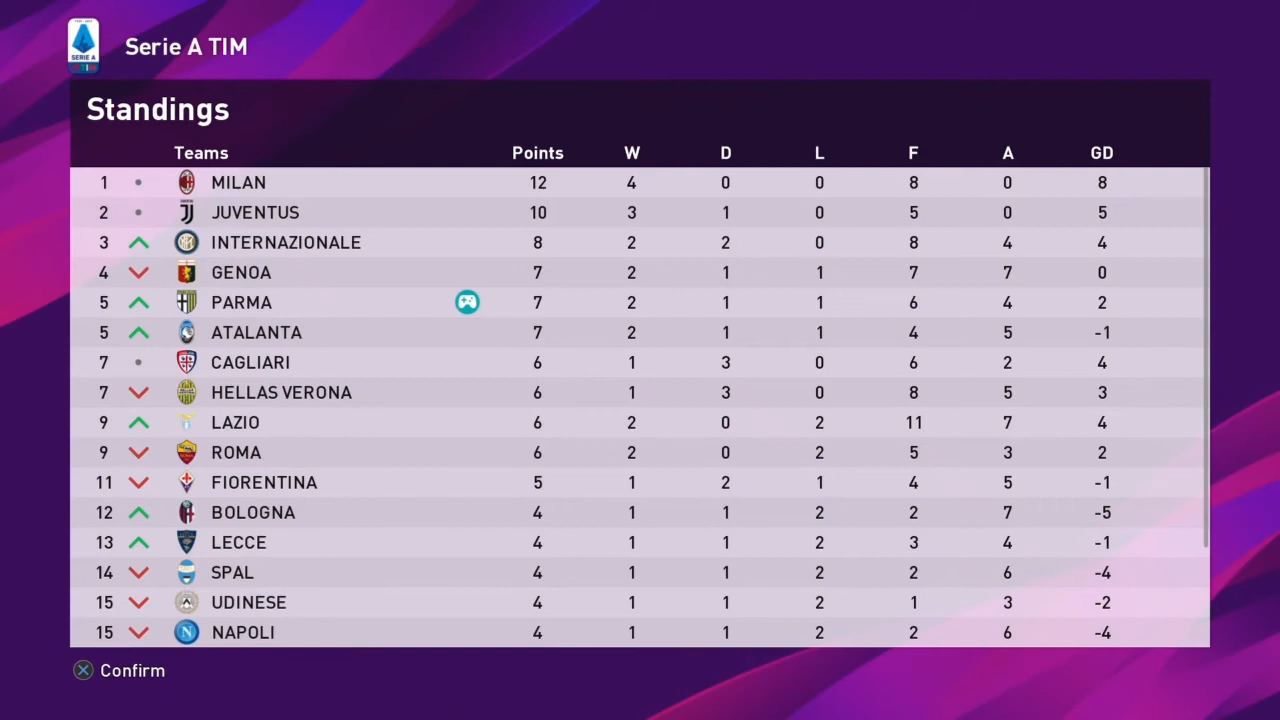 SERIE A
TIM
Serie A TIM
Standings
Teams Points W D L F A GD
1 MILAN 12 4 0 0 8 0 8
2 JUVENTUS 10 3 1 0 5 0 5
3 INTERNAZIONALE 8 2 2 0 8 4 4
4 GENOA 7 2 1 1 7 7 0
5 PARMA 7 2 1 1 6 4 2
5 ATALANTA 7 2 1 1 4 5 -1
7 CAGLIARI 6 1 3 0 6 2 4
7 HELLAS VERONA 6 1 3 0 8 5 3
9 LAZIO 6 2 0 2 11 7 4
9 ROMA 6 2 0 2 5 3 2
11 FIORENTINA 5 1 2 1 4 5 -1
12 BOLOGNA 4 1 1 2 2 7 -5
13 LECCE 4 1 1 2 3 4 -1
14 SPAL 4 1 1 2 2 6 -4
15 UDINESE 4 1 1 2 1 3 -2
15 NAPOLI 4 1 1 2 2 6 -4
Confirm